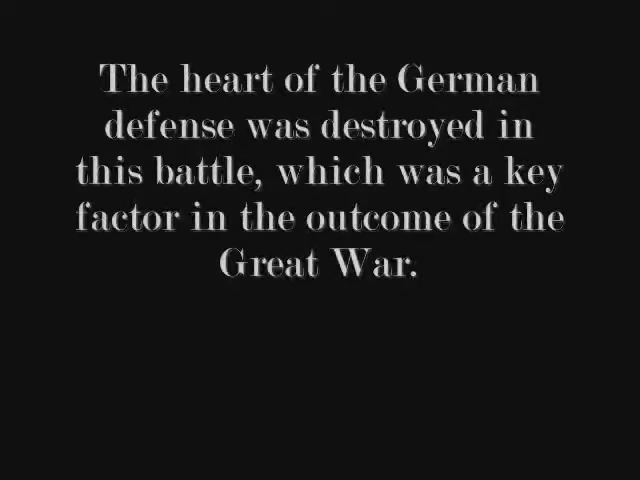 The heart of the German
defense was destroyed in
this battle, which was a key
factor in the outcome of the
Great War.